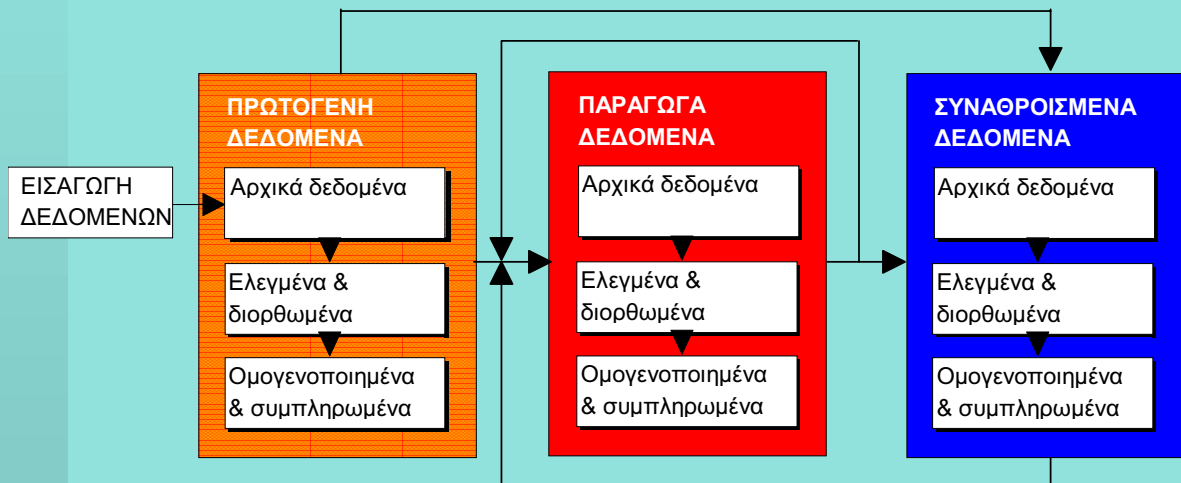 ΕΙΣΑΓΩΓΗ
ΔΕΔΟΜΕΝΩΝ
ΠΡΩΤΟΓΕΝΗ
ΔΕΔΟΜΕΝΑ
Αρχικά δεδομένα
Ελεγμένα &
διορθωμένα
Ομογενοποιημένα
& συμπληρωμένα
ΠΑΡΑΓΩΓΑ
ΔΕΔΟΜΕΝΑ
Αρχικά δεδομένα
Ελεγμένα &
διορθωμένα
Ομογενοποιημένα
& συμπληρωμένα
ΣΥΝΑΘΡΟΙΣΜΕΝΑ
ΔΕΔΟΜΕΝΑ
Αρχικά δεδομένα
Ελεγμένα &
διορθωμένα
Ομογενοποιημένα
& συμπληρωμένα